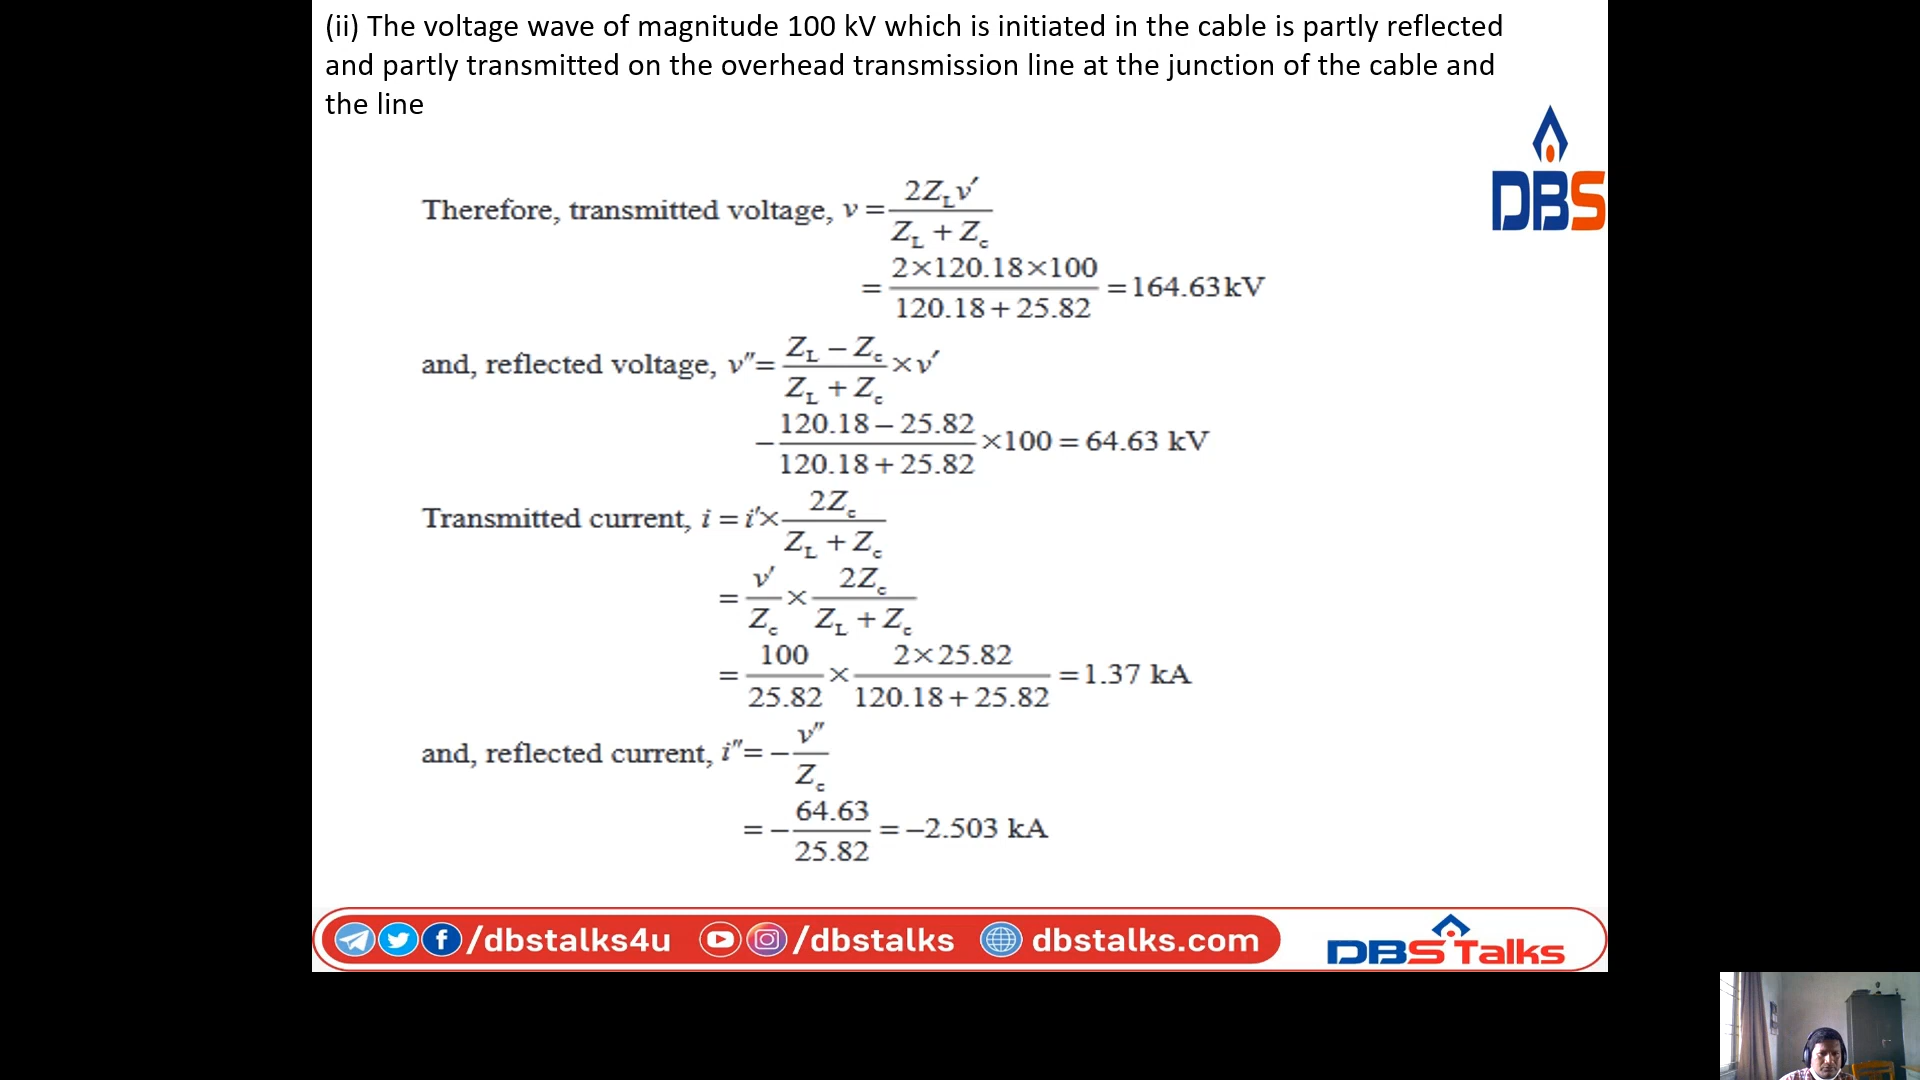 (ii) The voltage wave of magnitude 100 kV which is initiated in the cable is partly reflected
and partly transmitted on the overhead transmission line at the junction of the cable and
the line
DBS
Therefore, transmitted voltage, v = 2Z_L v′ / (Z_L + Z_c)
= 2×120.18×100 / (120.18 + 25.82) = 164.63 kV
and, reflected voltage, v″ = (Z_L − Z_c) / (Z_L + Z_c) × v′
− (120.18 − 25.82) / (120.18 + 25.82) ×100 = 64.63 kV
Transmitted current, i = i′× 2Z_c / (Z_L + Z_c)
= v′ / Z_c × 2Z_c / (Z_L + Z_c)
= 100 / 25.82 × 2×25.82 / (120.18 + 25.82) = 1.37 kA
and, reflected current, i″ = − v″ / Z_c
= − 64.63 / 25.82 = −2.503 kA
/dbstalks4u /dbstalks dbstalks.com DBS Talks